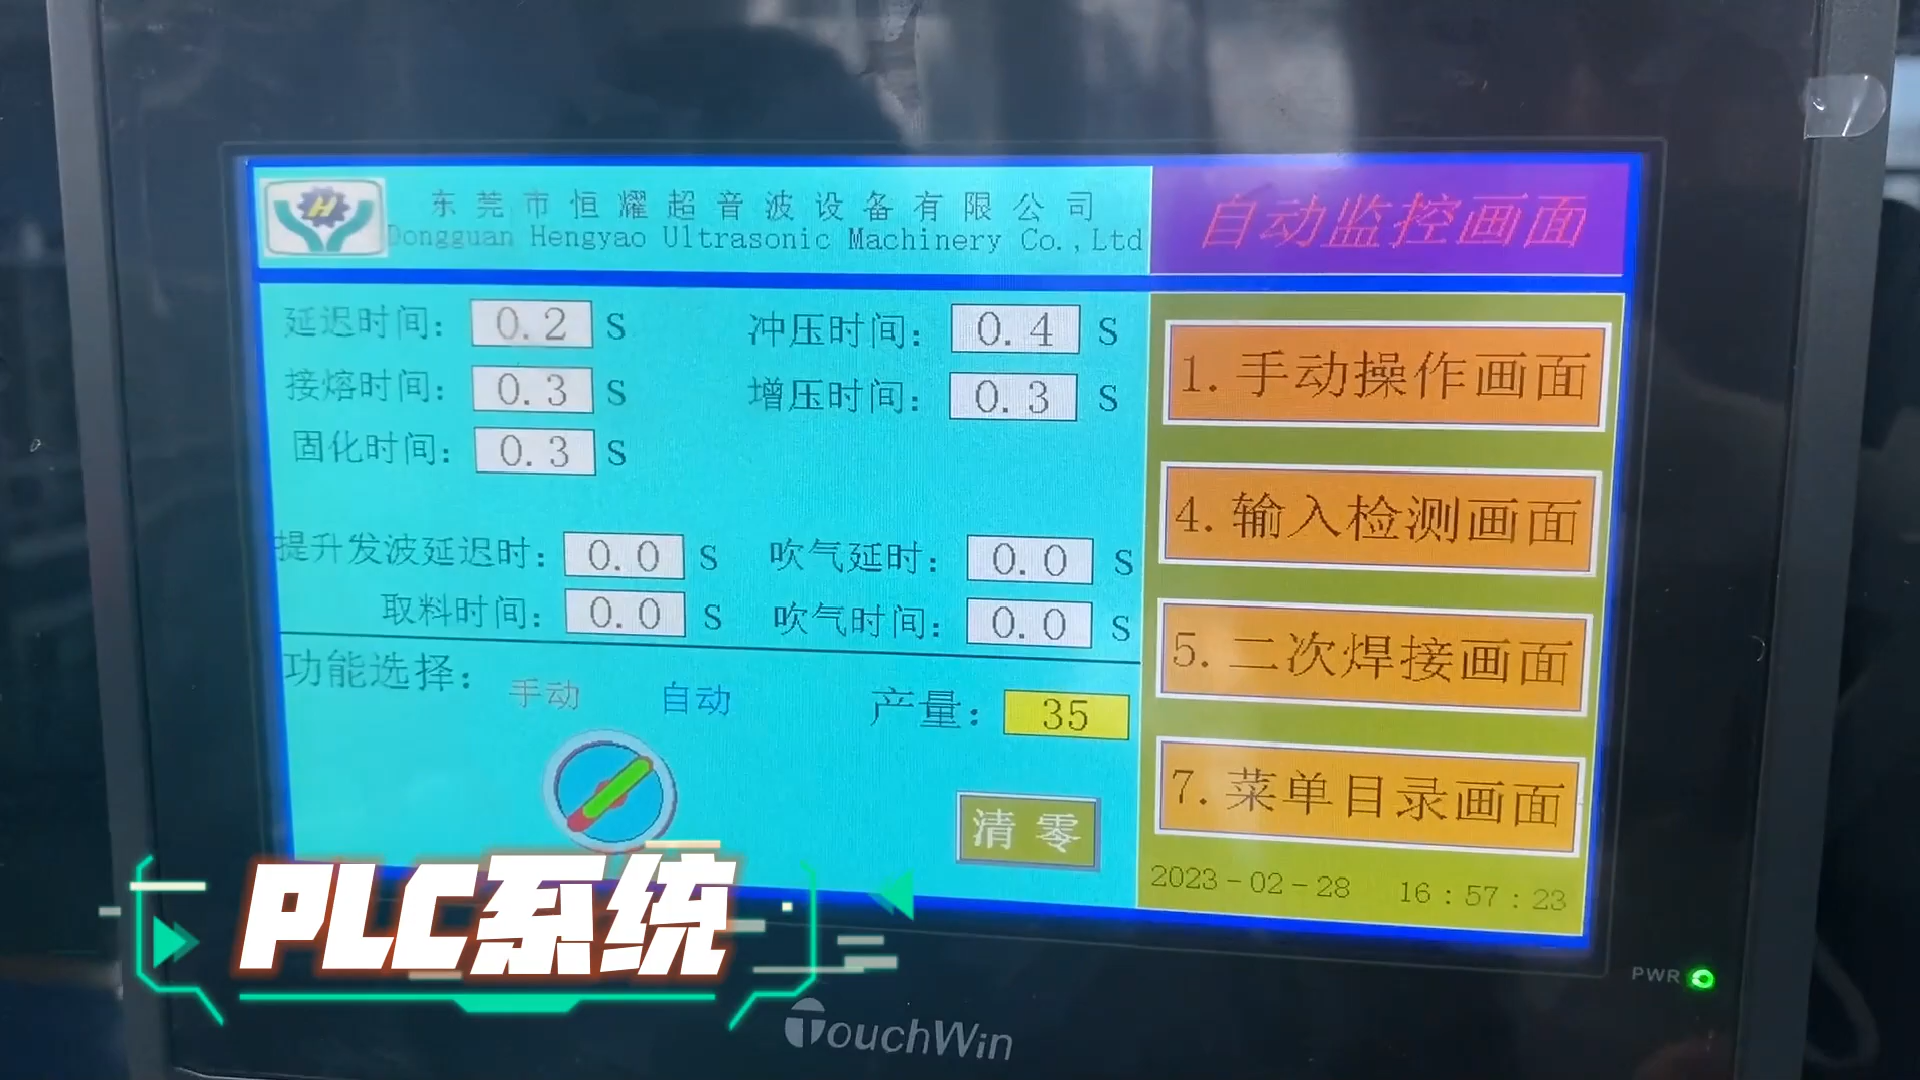 H
东莞市恒耀超音波设备有限公司
Dongguan Hengyao Ultrasonic Machinery Co.,Ltd
自动监控画面
延迟时间： 0.2 S
冲压时间： 0.4 S
接熔时间： 0.3 S
增压时间： 0.3 S
固化时间： 0.3 S
提升发波延迟时： 0.0 S
吹气延时： 0.0 S
取料时间： 0.0 S
吹气时间： 0.0 S
功能选择：
手动 自动
产量： 35
清零
1.手动操作画面
4.输入检测画面
5.二次焊接画面
7.菜单目录画面
2023-02-28 16:57:23
PLC系统
PWR
TouchWin